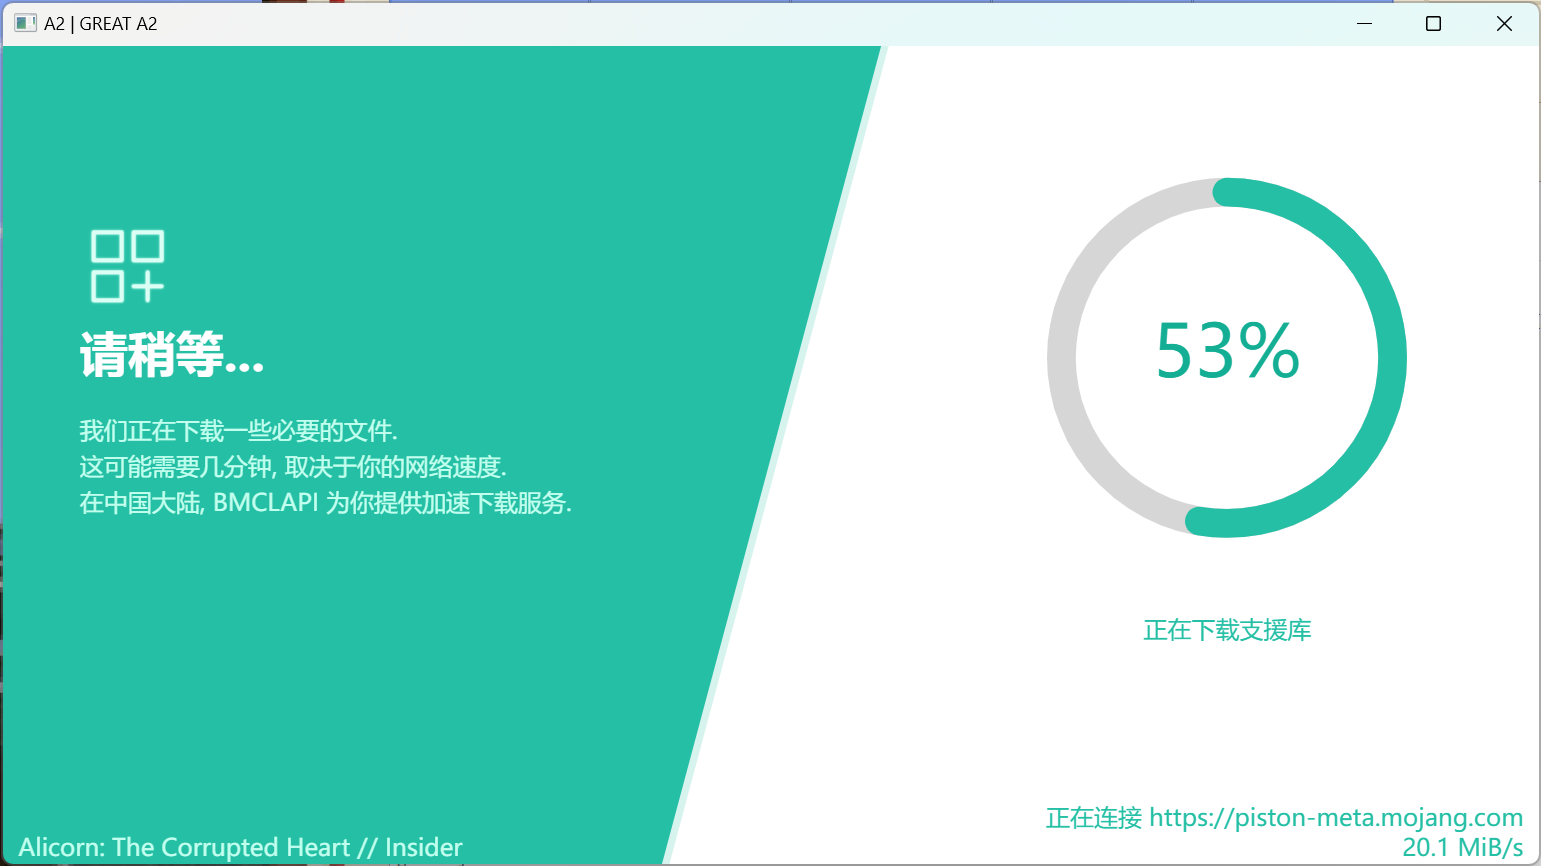 A2 | GREAT A2
请稍等...
我们正在下载一些必要的文件.
这可能需要几分钟, 取决于你的网络速度.
在中国大陆, BMCLAPI 为你提供加速下载服务.
53%
正在下载支援库
正在连接 https://piston-meta.mojang.com
20.1 MiB/s
Alicorn: The Corrupted Heart // Insider